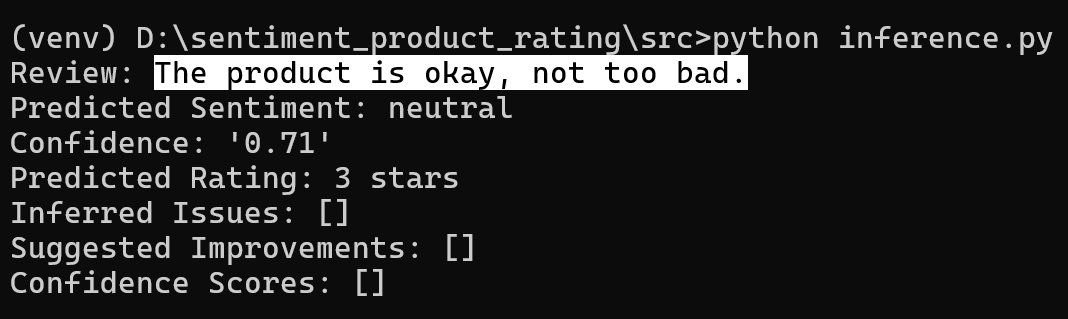 (venv) D:\sentiment_product_rating\src>python inference.py
Review: The product is okay, not too bad.
Predicted Sentiment: neutral
Confidence: '0.71'
Predicted Rating: 3 stars
Inferred Issues: []
Suggested Improvements: []
Confidence Scores: []